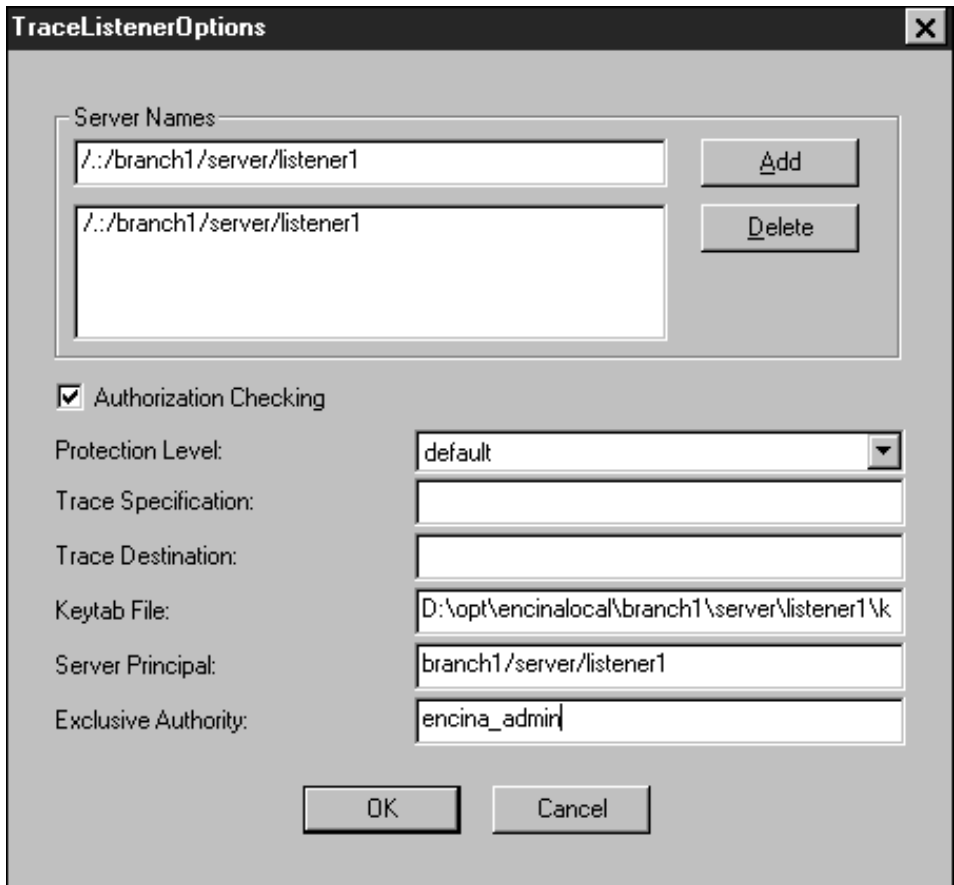 TraceListenerOptions
Server Names
/.:/branch1/server/listener1
Add
/.:/branch1/server/listener1
Delete
Authorization Checking
Protection Level:
default
Trace Specification:
Trace Destination:
Keytab File:
D:\opt\encinalocal\branch1\server\listener1\k
Server Principal:
branch1/server/listener1
Exclusive Authority:
encina_admin
OK
Cancel